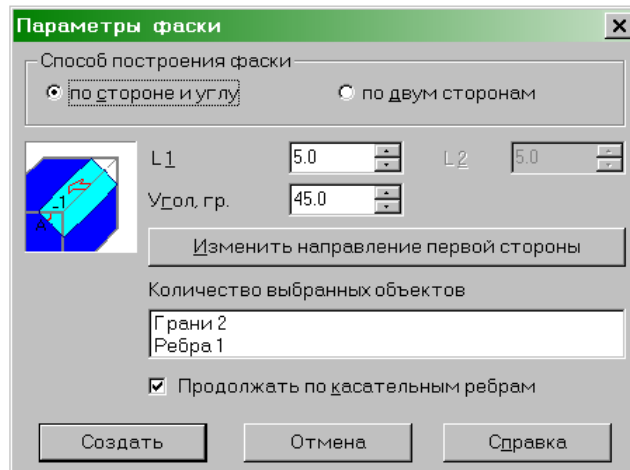 Параметры фаски
Способ построения фаски
по стороне и углу по двум сторонам
L1 5.0 L2 5.0
Угол, гр. 45.0
L1
A
Изменить направление первой стороны
Количество выбранных объектов
Грани 2
Ребра 1
Продолжать по касательным ребрам
Создать Отмена Справка